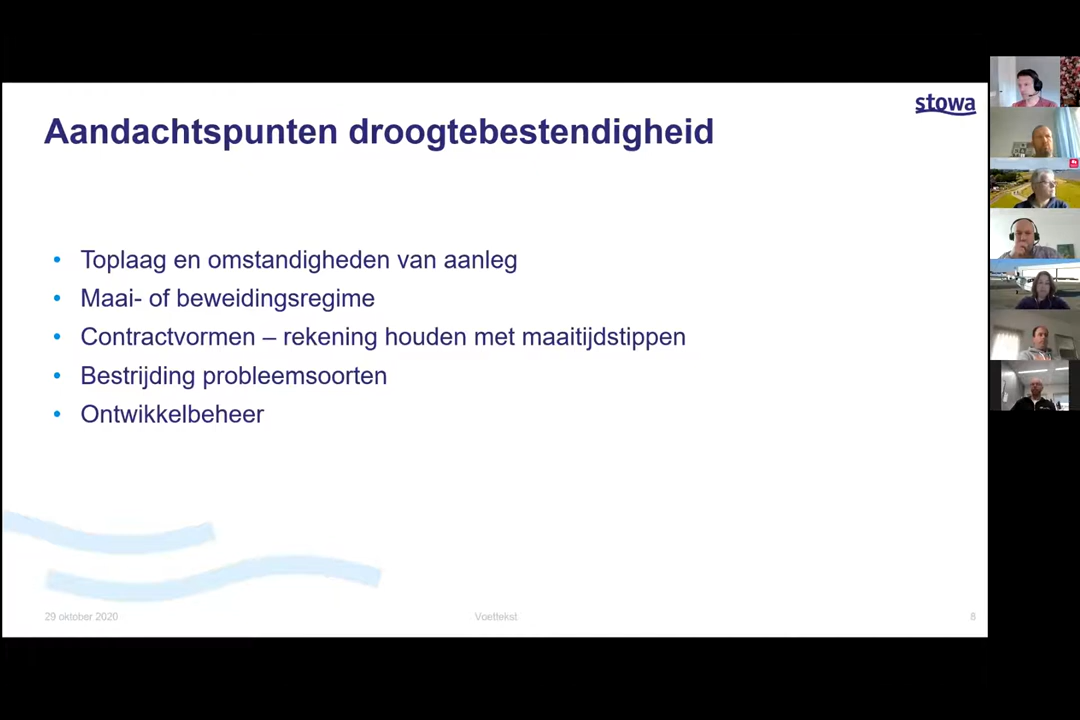 stowa
Aandachtspunten droogtebestendigheid
• Toplaag en omstandigheden van aanleg
• Maai- of beweidingsregime
• Contractvormen – rekening houden met maaitijdstippen
• Bestrijding probleemsoorten
• Ontwikkelbeheer
29 oktober 2020
Voettekst
8